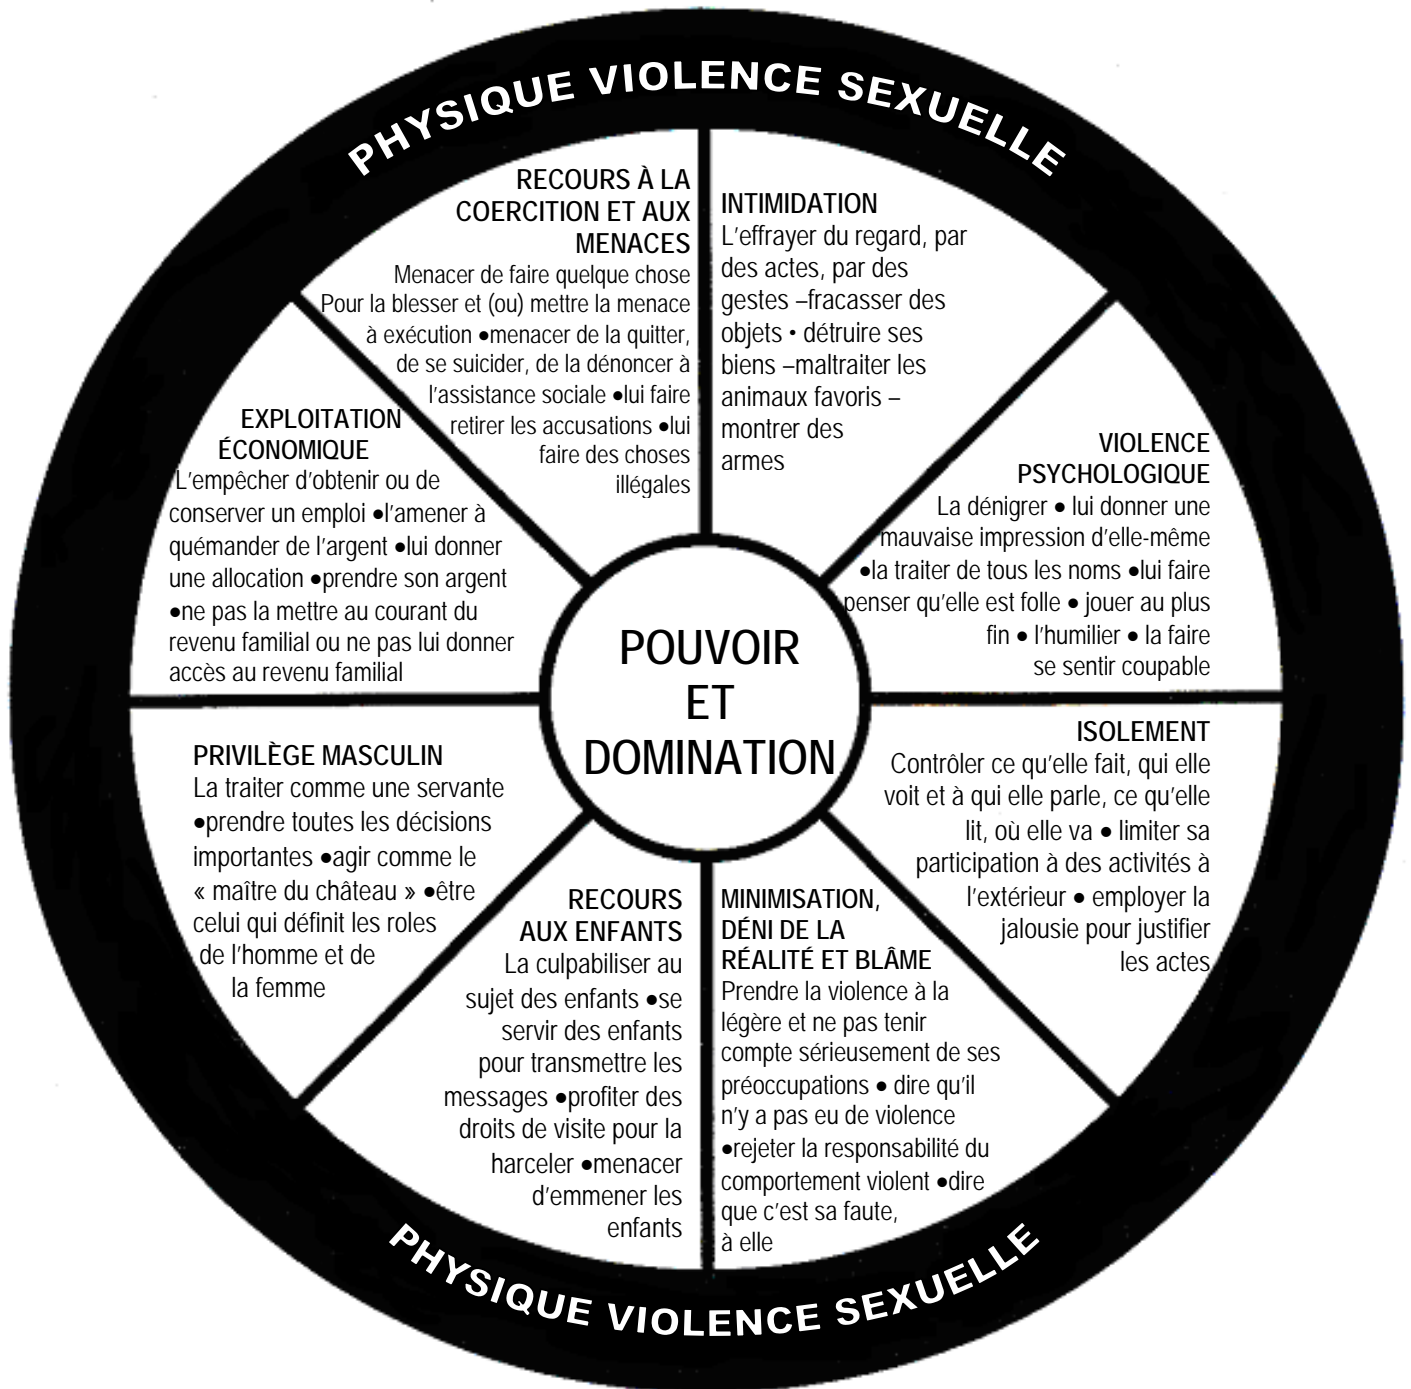 PHYSIQUE VIOLENCE SEXUELLE
RECOURS À LA
COERCITION ET AUX
MENACES
Menacer de faire quelque chose
Pour la blesser et (ou) mettre la menace
à exécution •menacer de la quitter,
de se suicider, de la dénoncer à
l'assistance sociale •lui faire
retirer les accusations •lui
faire des choses
illégales
INTIMIDATION
L'effrayer du regard, par
des actes, par des
gestes –fracasser des
objets • détruire ses
biens –maltraiter les
animaux favoris –
montrer des
armes
VIOLENCE
PSYCHOLOGIQUE
La dénigrer • lui donner une
mauvaise impression d'elle-même
•la traiter de tous les noms •lui faire
penser qu'elle est folle • jouer au plus
fin • l'humilier • la faire
se sentir coupable
ISOLEMENT
Contrôler ce qu'elle fait, qui elle
voit et à qui elle parle, ce qu'elle
lit, où elle va • limiter sa
participation à des activités à
l'extérieur • employer la
jalousie pour justifier
les actes
MINIMISATION,
DÉNI DE LA
RÉALITÉ ET BLÂME
Prendre la violence à la
légère et ne pas tenir
compte sérieusement de ses
préoccupations • dire qu'il
n'y a pas eu de violence
•rejeter la responsabilité du
comportement violent •dire
que c'est sa faute,
à elle
RECOURS
AUX ENFANTS
La culpabiliser au
sujet des enfants •se
servir des enfants
pour transmettre les
messages •profiter des
droits de visite pour la
harceler •menacer
d'emmener les
enfants
PRIVILÈGE MASCULIN
La traiter comme une servante
•prendre toutes les décisions
importantes •agir comme le
« maître du château » •être
celui qui définit les roles
de l'homme et de
la femme
EXPLOITATION
ÉCONOMIQUE
L'empêcher d'obtenir ou de
conserver un emploi •l'amener à
quémander de l'argent •lui donner
une allocation •prendre son argent
•ne pas la mettre au courant du
revenu familial ou ne pas lui donner
accès au revenu familial
POUVOIR
ET
DOMINATION
PHYSIQUE VIOLENCE SEXUELLE